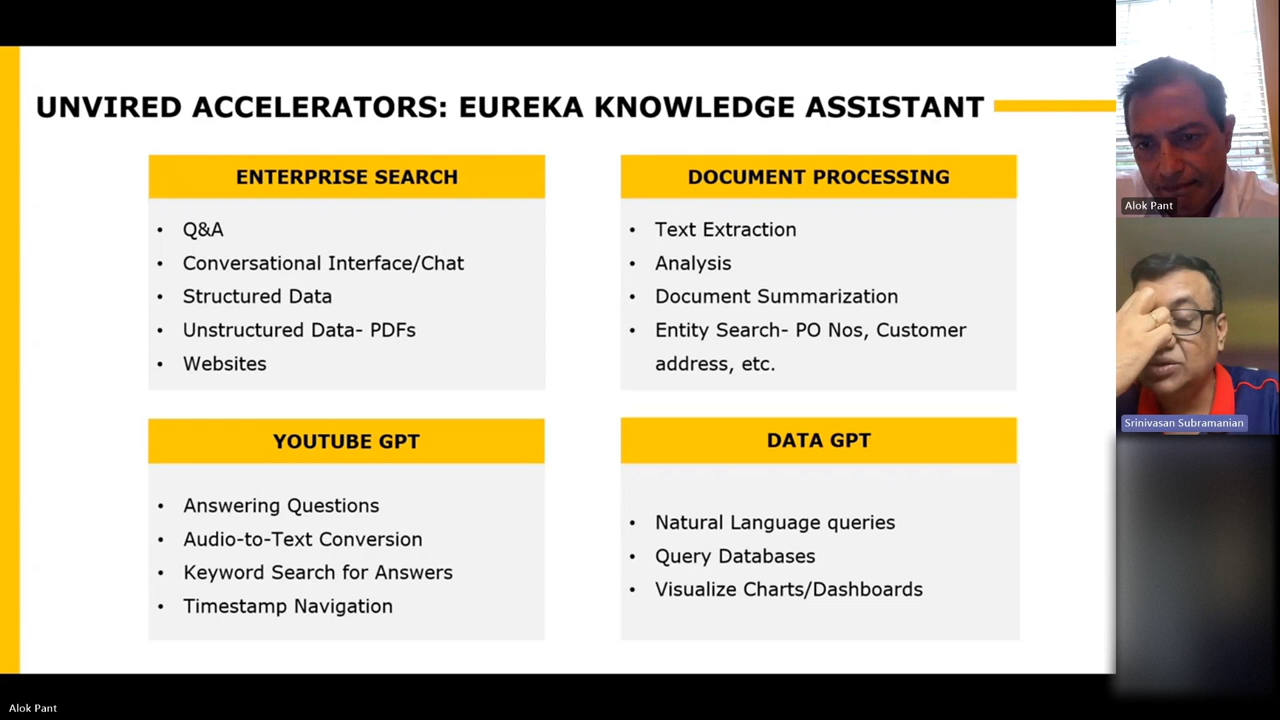 UNVIRED ACCELERATORS: EUREKA KNOWLEDGE ASSISTANT
ENTERPRISE SEARCH
• Q&A
• Conversational Interface/Chat
• Structured Data
• Unstructured Data- PDFs
• Websites
DOCUMENT PROCESSING
• Text Extraction
• Analysis
• Document Summarization
• Entity Search- PO Nos, Customer
address, etc.
YOUTUBE GPT
• Answering Questions
• Audio-to-Text Conversion
• Keyword Search for Answers
• Timestamp Navigation
DATA GPT
• Natural Language queries
• Query Databases
• Visualize Charts/Dashboards
Alok Pant
Srinivasan Subramanian
Alok Pant